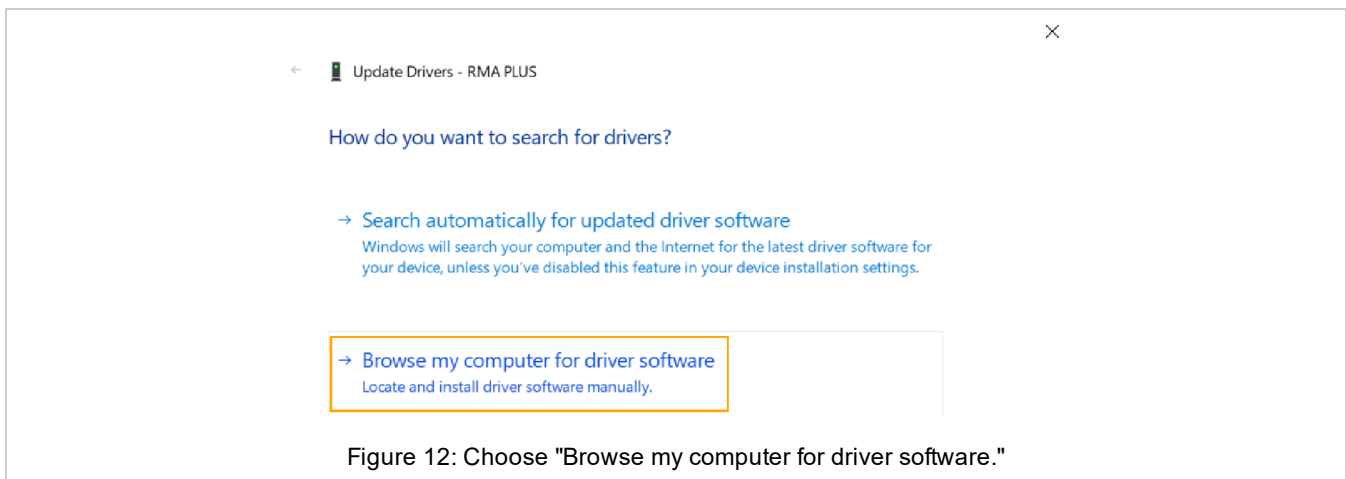 Update Drivers - RMA PLUS
How do you want to search for drivers?
→ Search automatically for updated driver software
Windows will search your computer and the Internet for the latest driver software for
your device, unless you've disabled this feature in your device installation settings.
→ Browse my computer for driver software
Locate and install driver software manually.
Figure 12: Choose "Browse my computer for driver software."